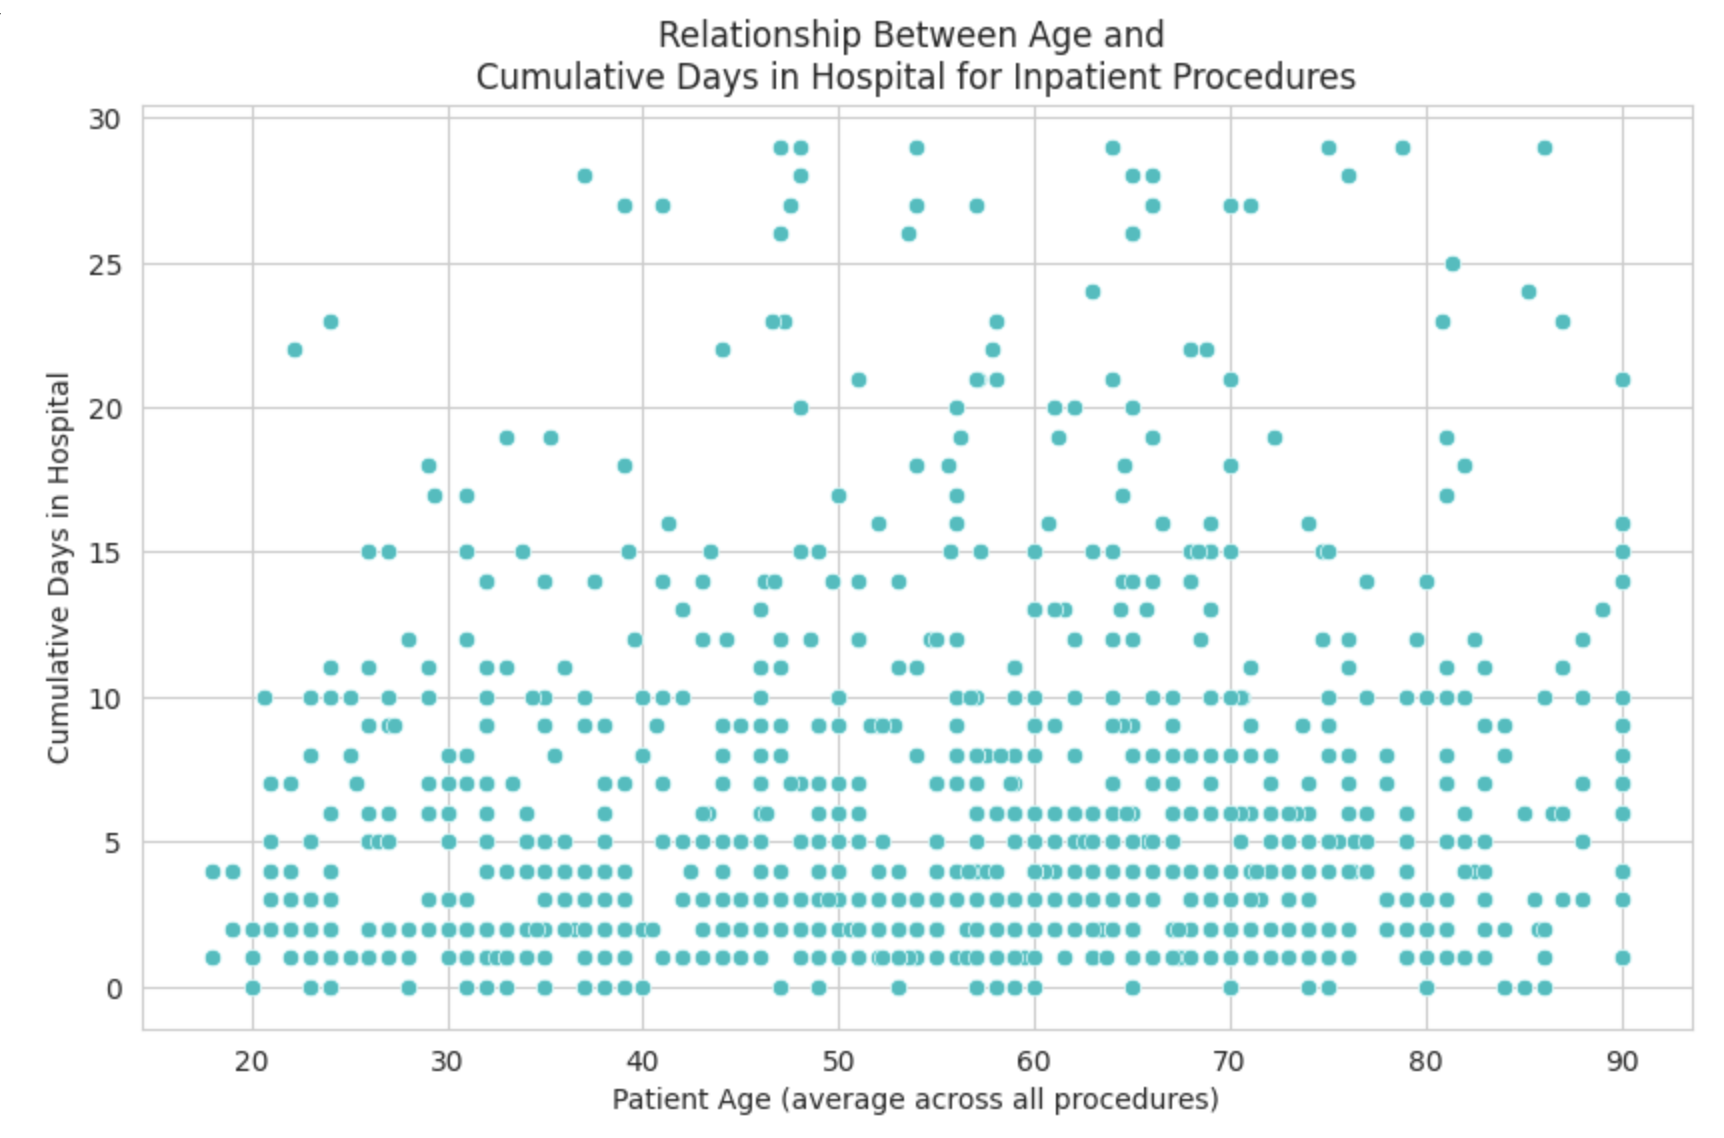 Relationship Between Age and
Cumulative Days in Hospital for Inpatient Procedures
30
25
20
15
10
5
0
Cumulative Days in Hospital
20 30 40 50 60 70 80 90
Patient Age (average across all procedures)